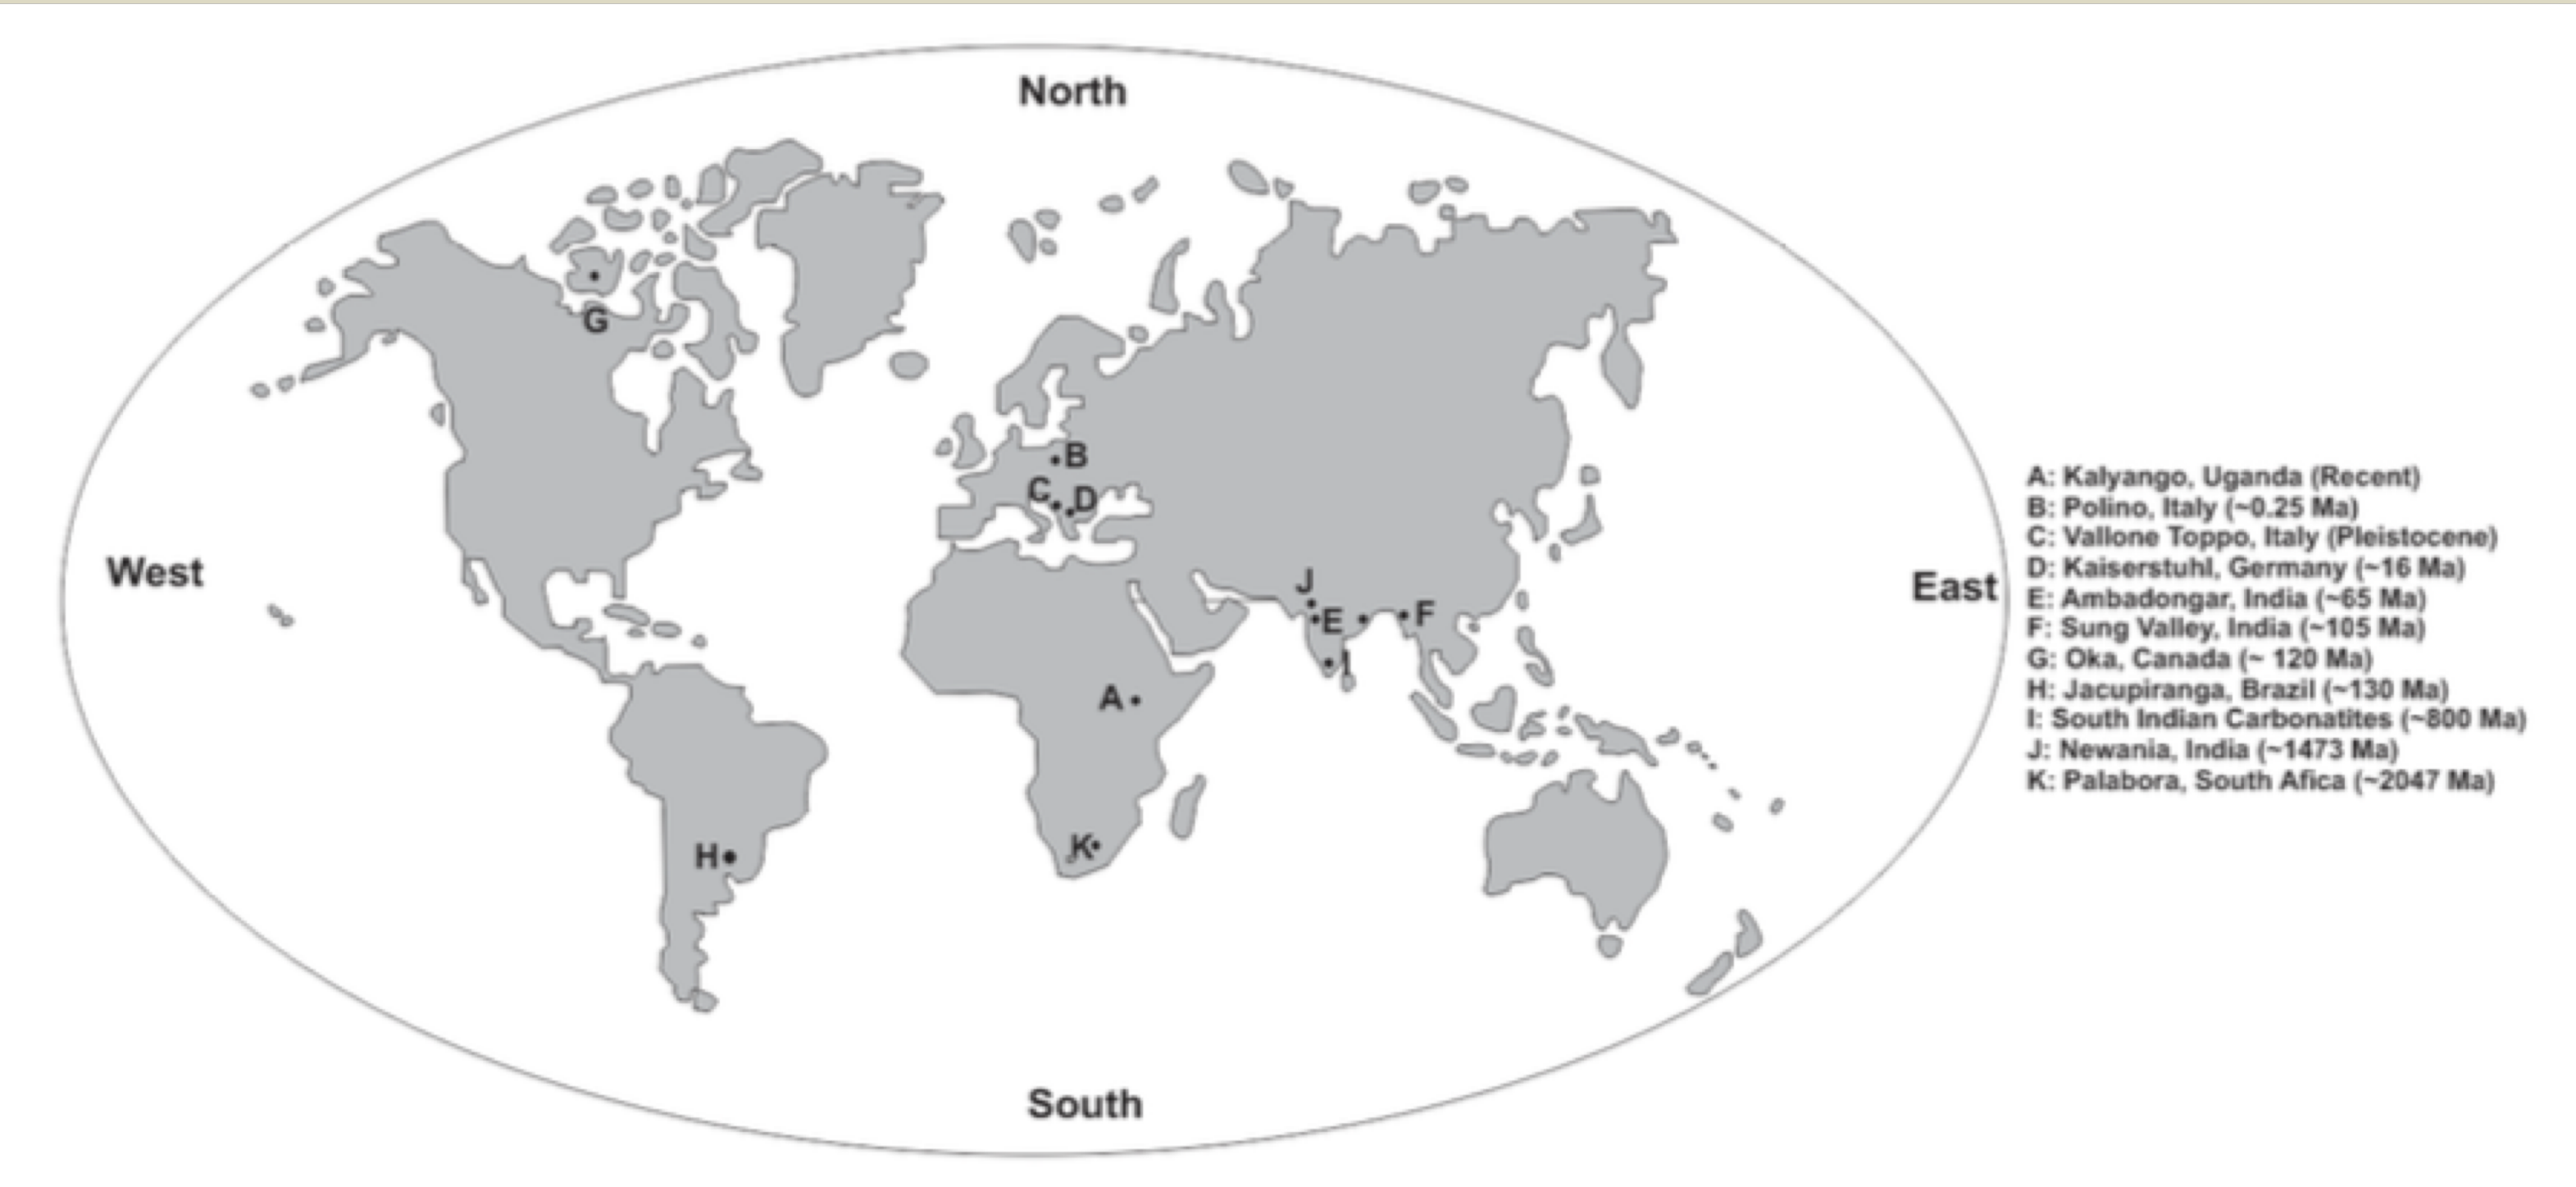 North
G
B
C
D
West
J
E
F
I
East
A
H
K
South
A: Kalyango, Uganda (Recent)
B: Polino, Italy (~0.25 Ma)
C: Vallone Toppo, Italy (Pleistocene)
D: Kaiserstuhl, Germany (~16 Ma)
E: Ambadongar, India (~65 Ma)
F: Sung Valley, India (~105 Ma)
G: Oka, Canada (~ 120 Ma)
H: Jacupiranga, Brazil (~130 Ma)
I: South Indian Carbonatites (~800 Ma)
J: Newania, India (~1473 Ma)
K: Palabora, South Afica (~2047 Ma)